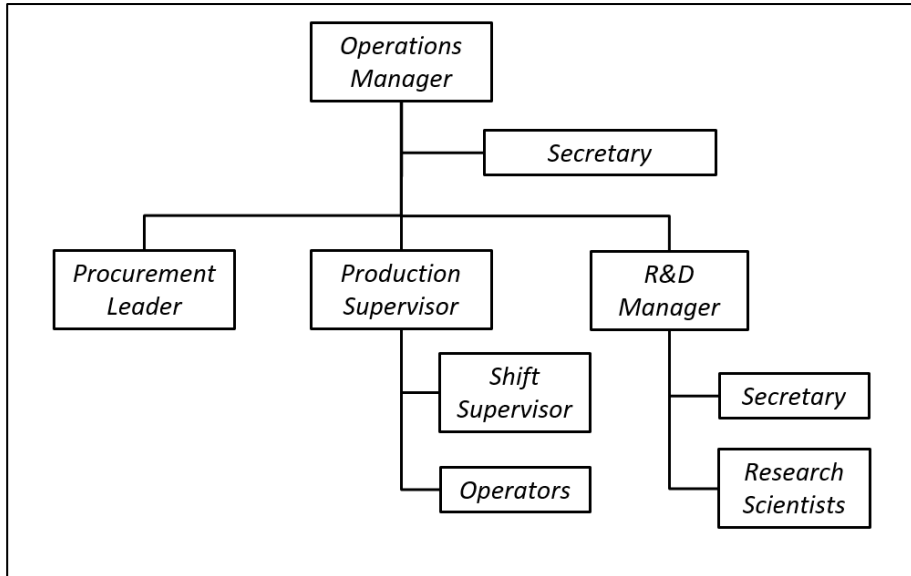 Operations
Manager
Secretary
Procurement
Leader
Production
Supervisor
R&D
Manager
Shift
Supervisor
Secretary
Operators
Research
Scientists